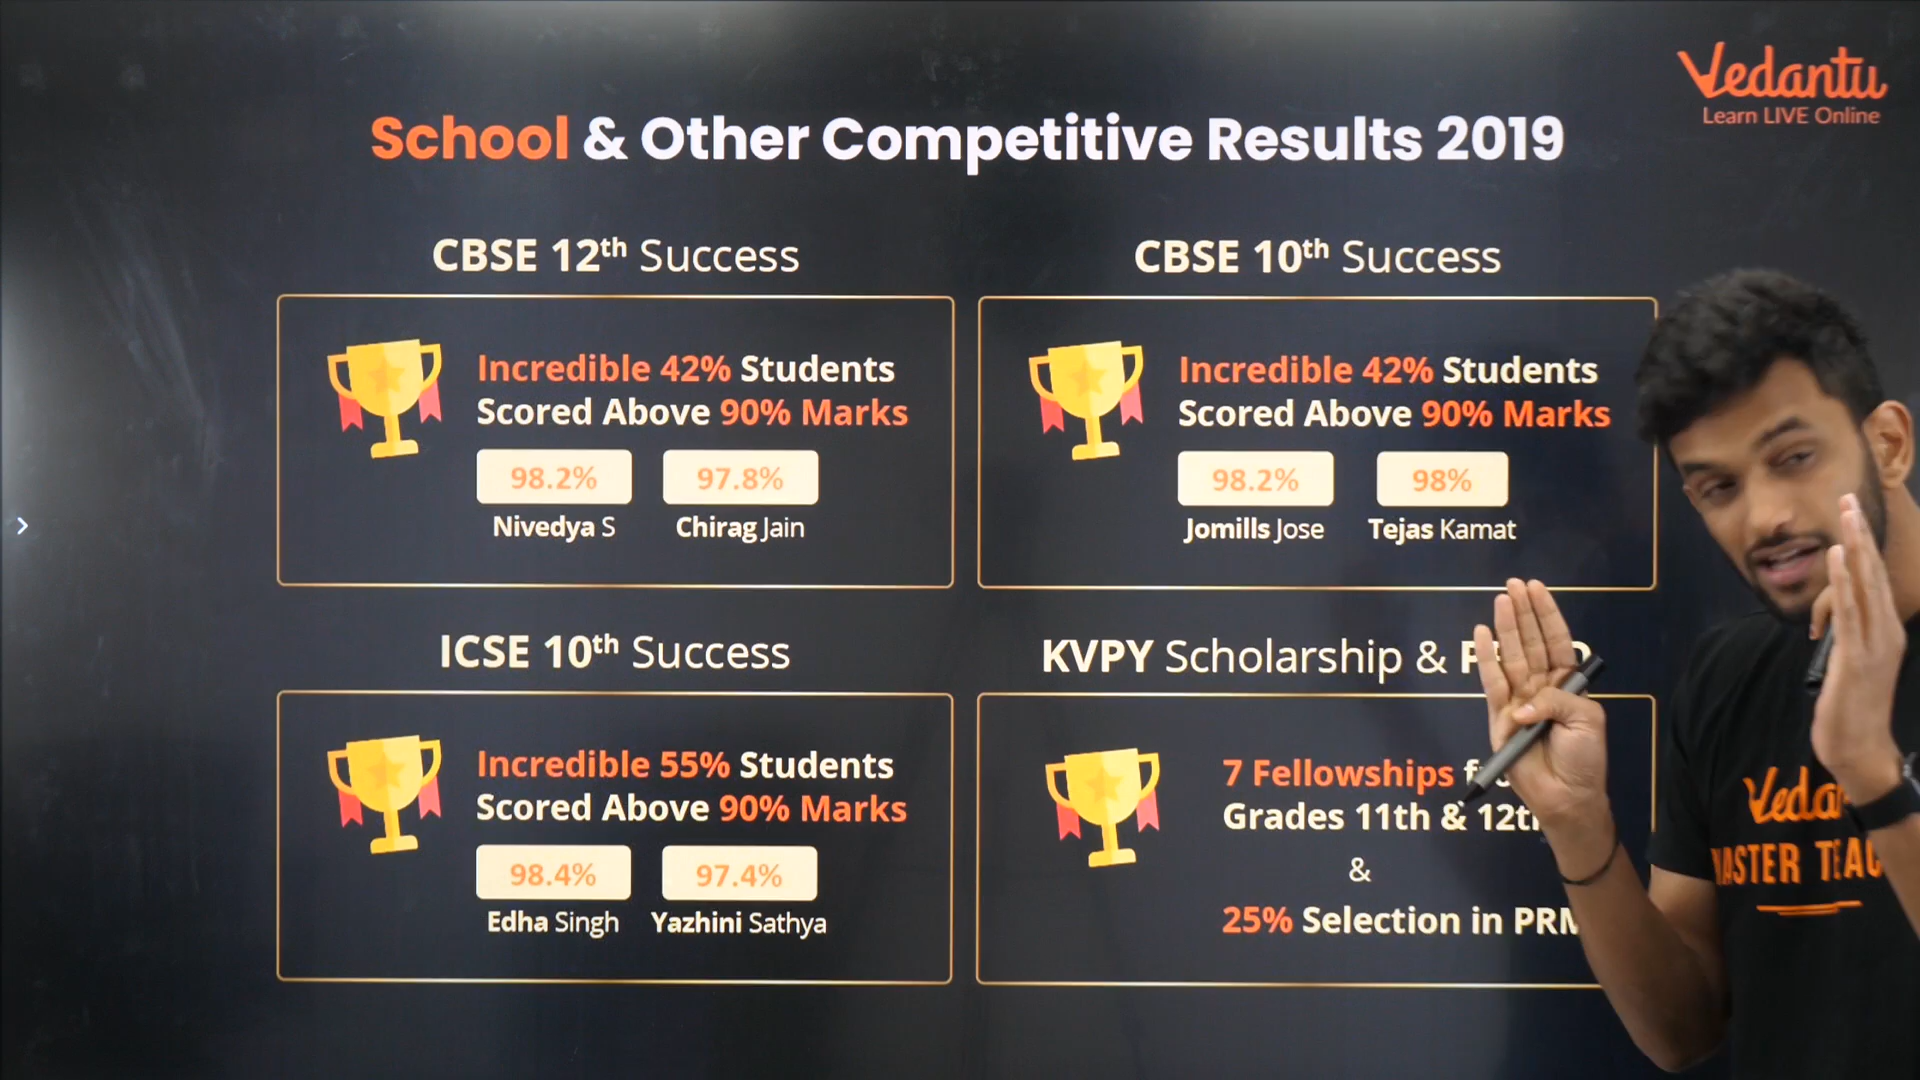 Vedantu
Learn LIVE Online
School & Other Competitive Results 2019
CBSE 12th Success
Incredible 42% Students
Scored Above 90% Marks
98.2% 97.8%
Nivedya S Chirag Jain
CBSE 10th Success
Incredible 42% Students
Scored Above 90% Marks
98.2% 98%
Jomills Jose Tejas Kamat
ICSE 10th Success
Incredible 55% Students
Scored Above 90% Marks
98.4% 97.4%
Edha Singh Yazhini Sathya
KVPY Scholarship &
7 Fellowships
Grades 11th & 12th
&
25% Selection in
MASTER